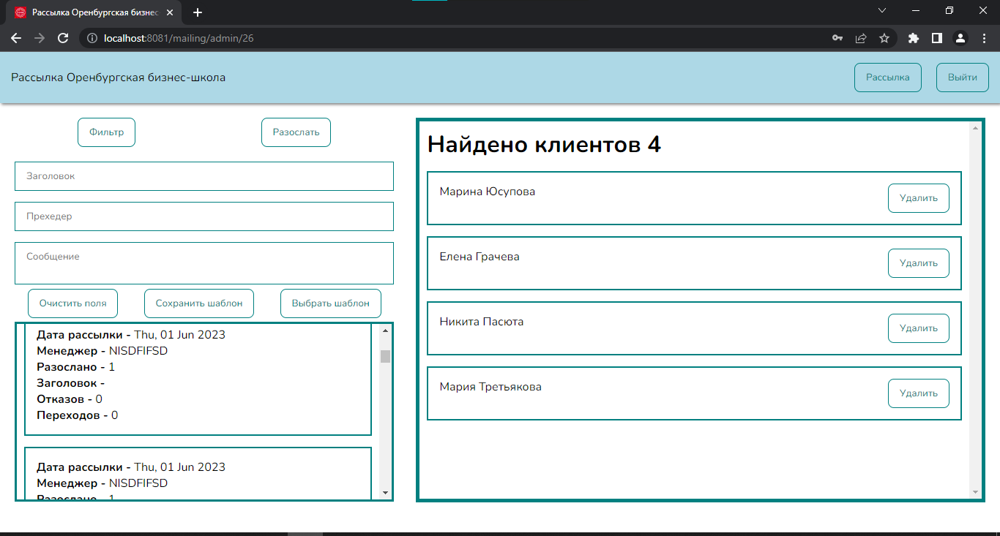 Рассылка Оренбургская бизнес
localhost:8081/mailing/admin/26
Рассылка Оренбургская бизнес-школа
Рассылка
Выйти
Фильтр
Разослать
Заголовок
Прехедер
Сообщение
Очистить поля
Сохранить шаблон
Выбрать шаблон
Дата рассылки - Thu, 01 Jun 2023
Менеджер - NISDFIFSD
Разослано - 1
Заголовок -
Отказов - 0
Переходов - 0
Дата рассылки - Thu, 01 Jun 2023
Менеджер - NISDFIFSD
Разослано - 1
Найдено клиентов 4
Марина Юсупова
Удалить
Елена Грачева
Удалить
Никита Пасюта
Удалить
Мария Третьякова
Удалить